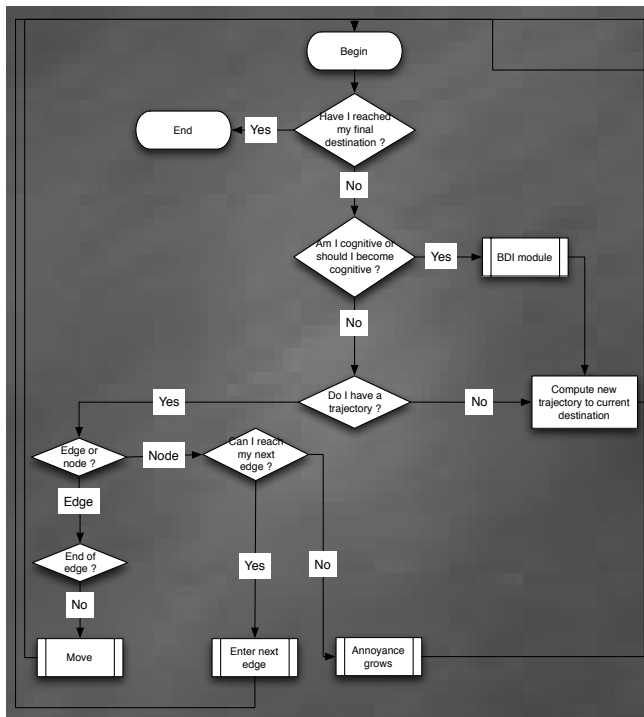 Begin
Have I reached
my final
destination ?
Yes
End
No
Am I cognitive or
should I become
cognitive ?
Yes
BDI module
No
Do I have a
trajectory ?
Yes
No
Compute new
trajectory to current
destination
Edge or
node ?
Node
Can I reach
my next
edge ?
Edge
End of
edge ?
Yes
No
No
Move
Enter next
edge
Annoyance
grows